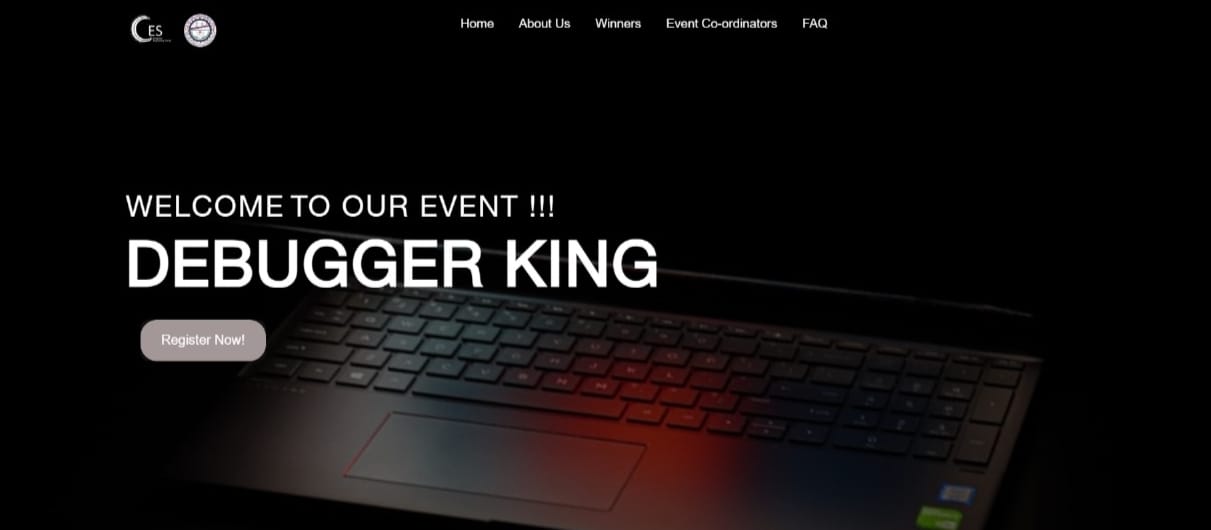 CES
Home About Us Winners Event Co-ordinators FAQ
WELCOME TO OUR EVENT !!!
DEBUGGER KING
Register Now!